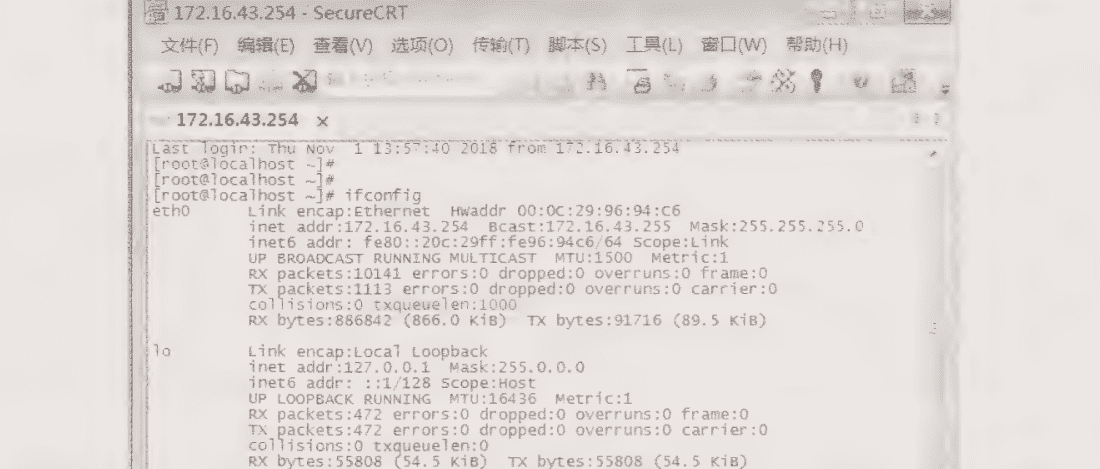 172.16.43.254 - SecureCRT
文件(F) 编辑(E) 查看(V) 选项(O) 传输(T) 脚本(S) 工具(L) 窗口(W) 帮助(H)
172.16.43.254 ×
Last login: Thu Nov  1 13:57:40 2018 from 172.16.43.254
[root@localhost ~]#
[root@localhost ~]#
[root@localhost ~]# ifconfig
eth0      Link encap:Ethernet  HWaddr 00:0C:29:96:94:C6
          inet addr:172.16.43.254  Bcast:172.16.43.255  Mask:255.255.255.0
          inet6 addr: fe80::20c:29ff:fe96:94c6/64 Scope:Link
          UP BROADCAST RUNNING MULTICAST  MTU:1500  Metric:1
          RX packets:10141 errors:0 dropped:0 overruns:0 frame:0
          TX packets:1113 errors:0 dropped:0 overruns:0 carrier:0
          collisions:0 txqueuelen:1000
          RX bytes:886842 (866.0 KiB)  TX bytes:91716 (89.5 KiB)
lo        Link encap:Local Loopback
          inet addr:127.0.0.1  Mask:255.0.0.0
          inet6 addr: ::1/128 Scope:Host
          UP LOOPBACK RUNNING  MTU:16436  Metric:1
          RX packets:472 errors:0 dropped:0 overruns:0 frame:0
          TX packets:472 errors:0 dropped:0 overruns:0 carrier:0
          collisions:0 txqueuelen:0
          RX bytes:55808 (54.5 KiB)  TX bytes:55808 (54.5 KiB)